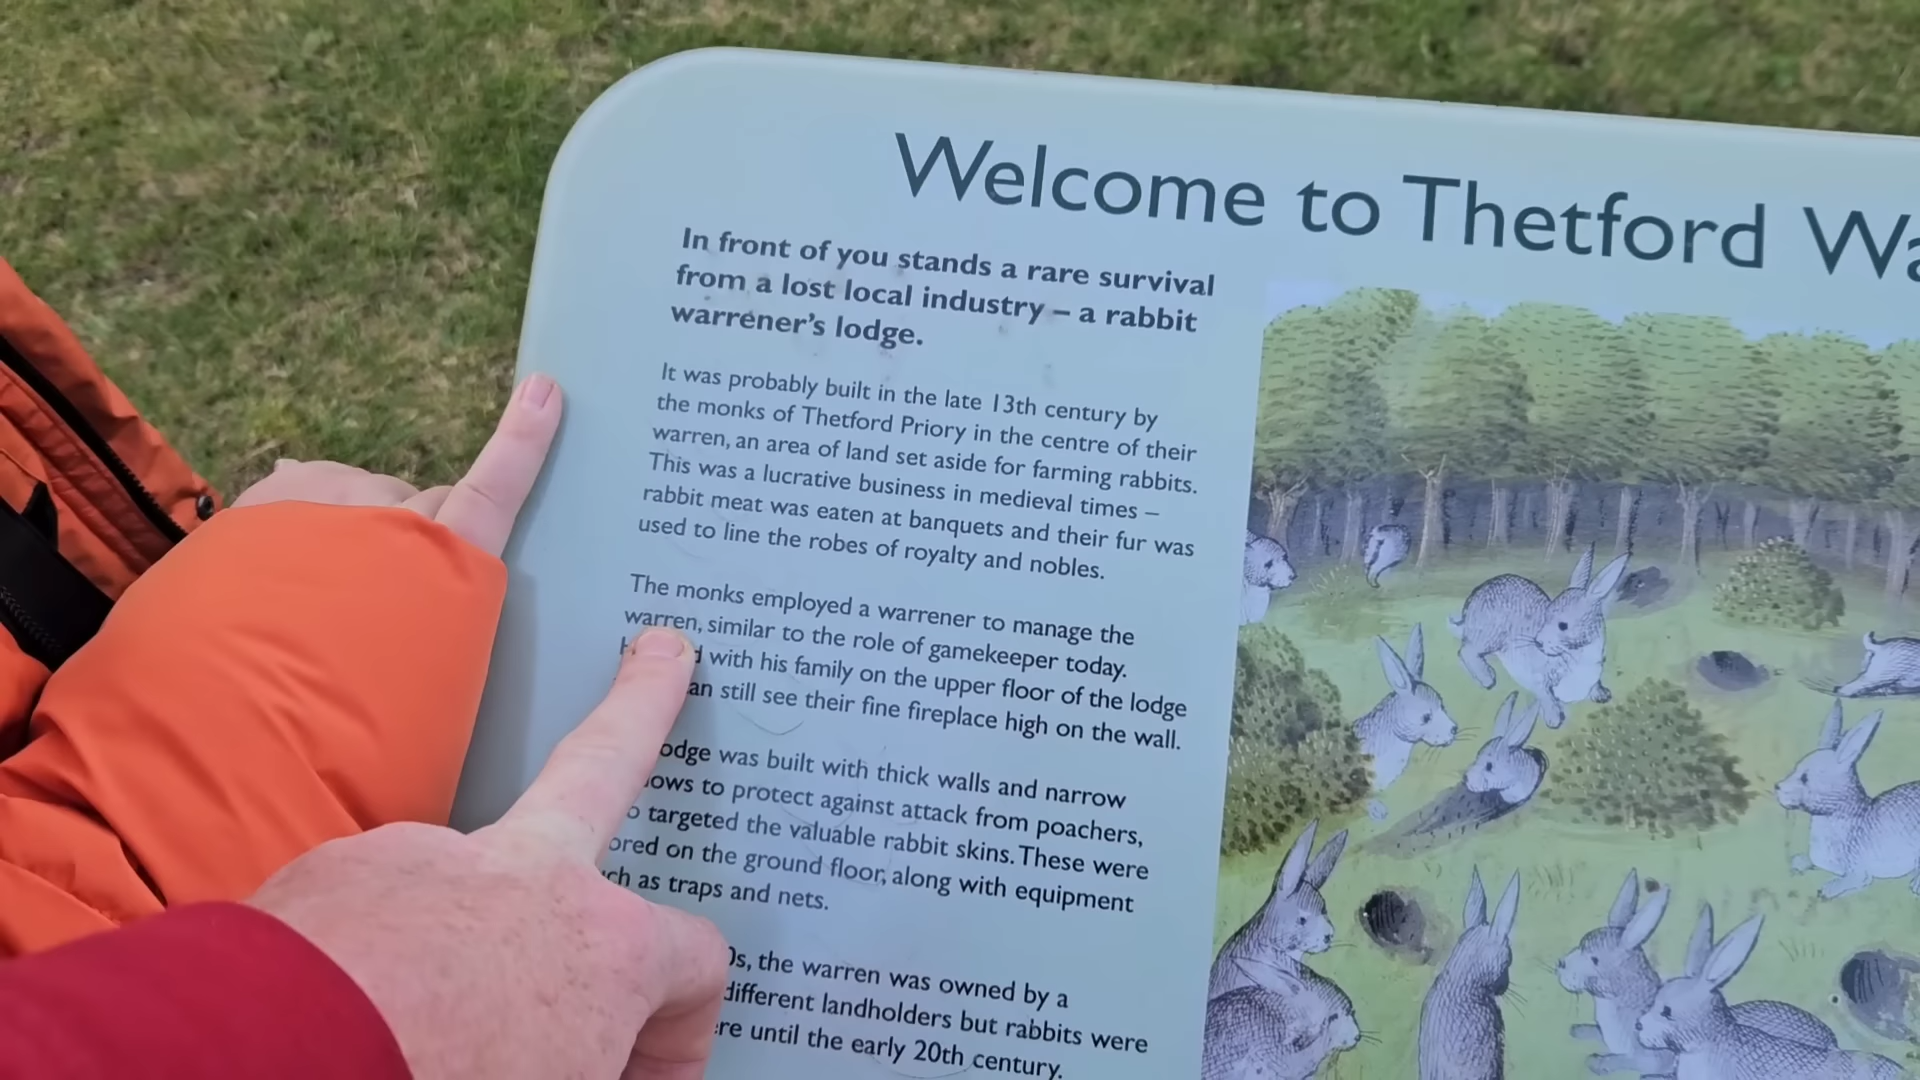 Welcome to Thetford
In front of you stands a rare survival
from a lost local industry – a rabbit
warrener's lodge.
It was probably built in the late 13th century by
the monks of Thetford Priory in the centre of their
warren, an area of land set aside for farming rabbits.
This was a lucrative business in medieval times –
rabbit meat was eaten at banquets and their fur was
used to line the robes of royalty and nobles.
The monks employed a warrener to manage the
warren, similar to the role of gamekeeper today.
with his family on the upper floor of the lodge
still see their fine fireplace high on the wall.
was built with thick walls and narrow
to protect against attack from poachers,
targeted the valuable rabbit skins. These were
on the ground floor, along with equipment
as traps and nets.
the warren was owned by a
different landholders but rabbits were
until the early 20th century.